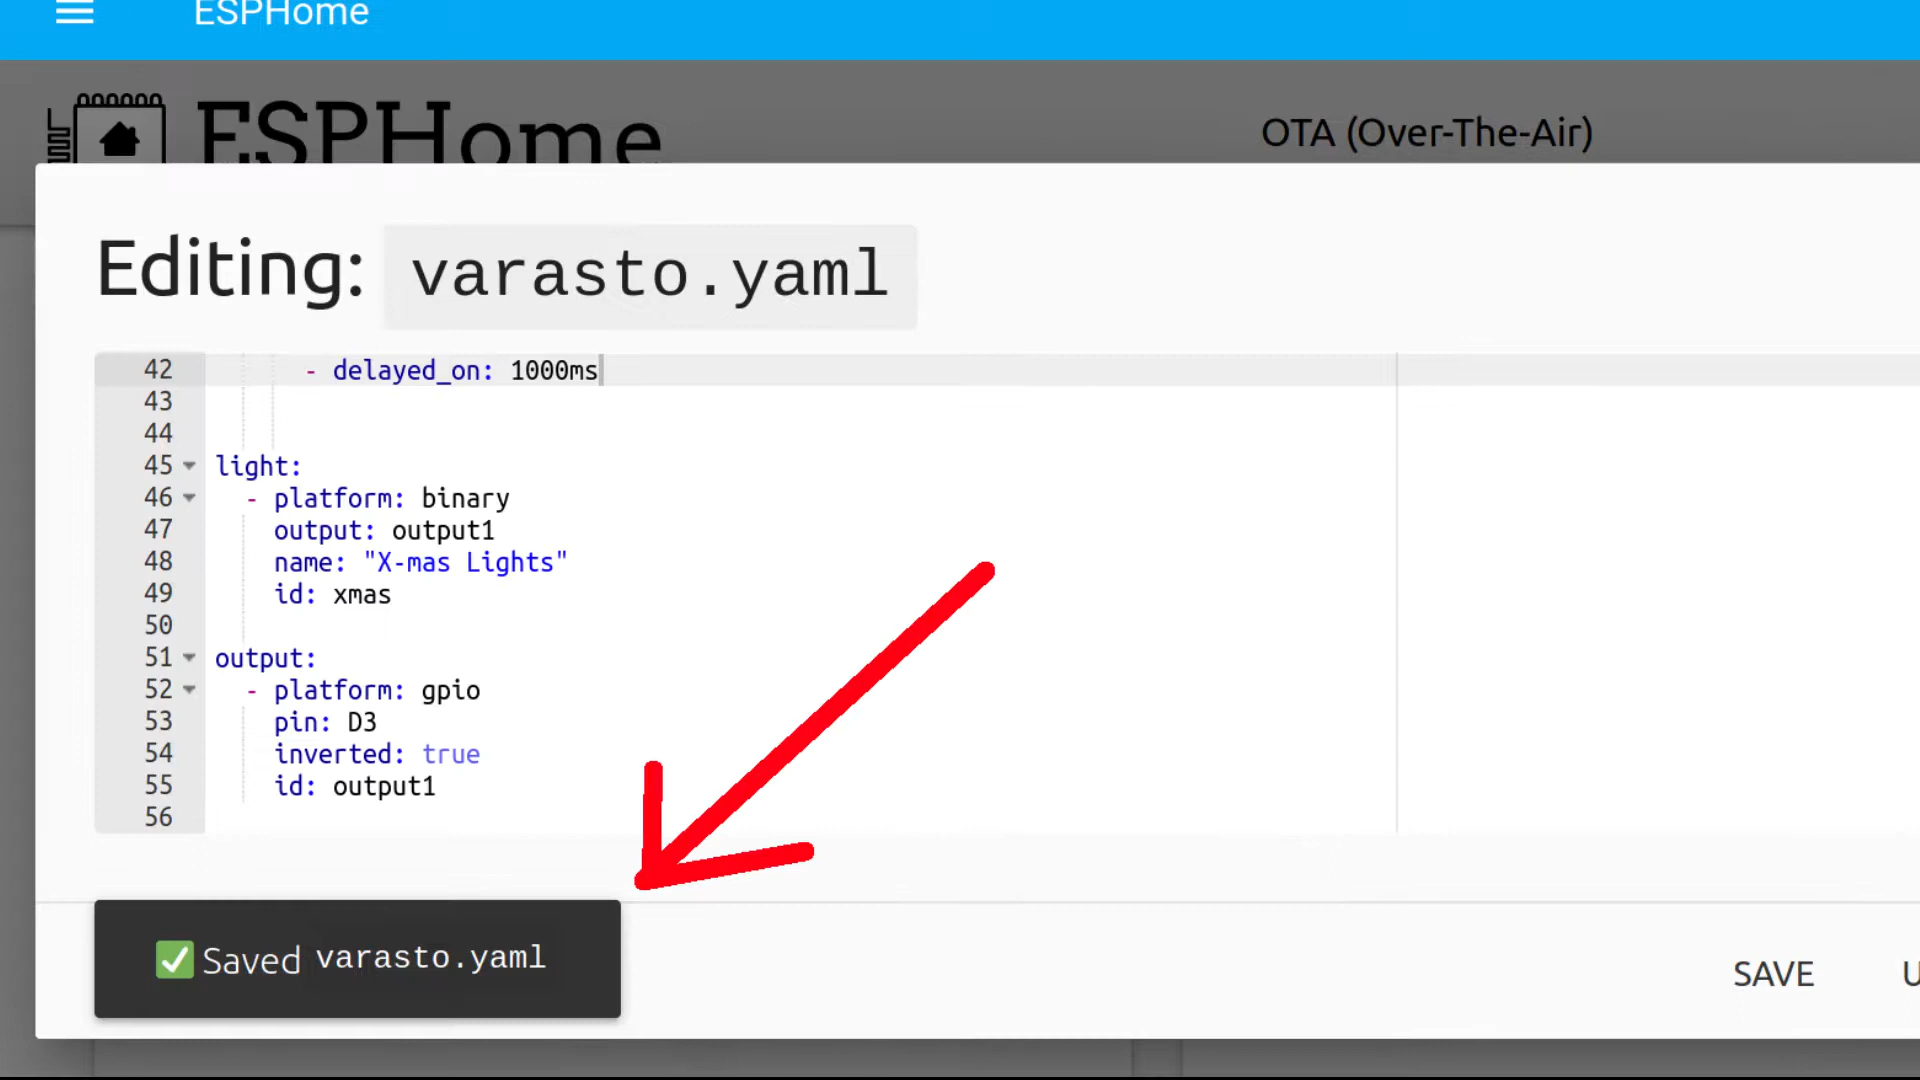 ESPHome
ESPHome
OTA (Over-The-Air)
Editing: varasto.yaml
42 - delayed_on: 1000ms
43
44
45 light:
46 - platform: binary
47 output: output1
48 name: "X-mas Lights"
49 id: xmas
50
51 output:
52 - platform: gpio
53 pin: D3
54 inverted: true
55 id: output1
56
✅ Saved varasto.yaml
SAVE